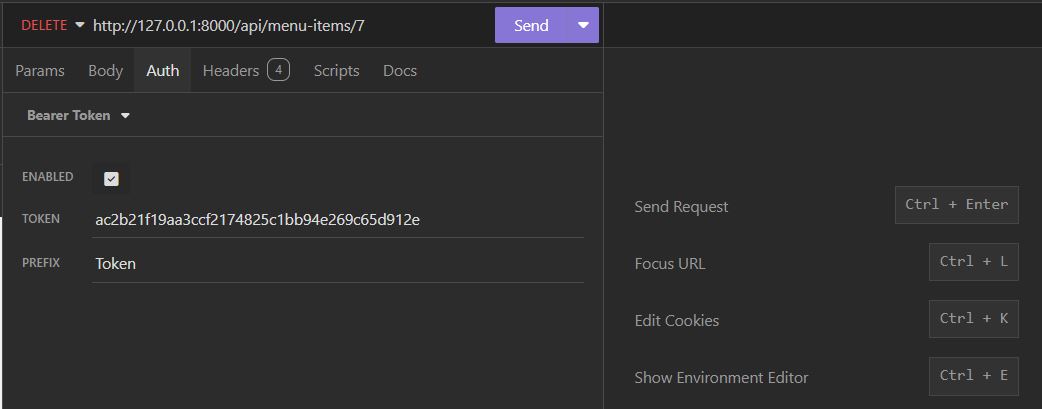 DELETE http://127.0.0.1:8000/api/menu-items/7 Send
Params Body Auth Headers 4 Scripts Docs
Bearer Token
ENABLED
TOKEN ac2b21f19aa3ccf2174825c1bb94e269c65d912e
PREFIX Token
Send Request Ctrl + Enter
Focus URL Ctrl + L
Edit Cookies Ctrl + K
Show Environment Editor Ctrl + E